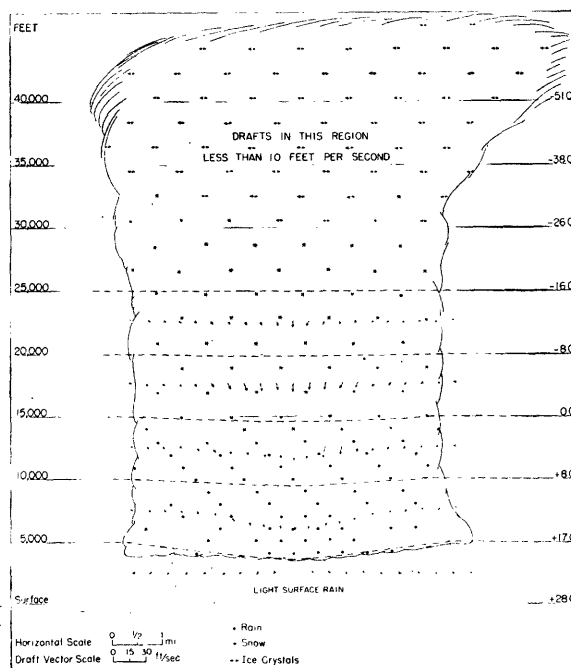 FEET
40,000 -51.0
DRAFTS IN THIS REGION
LESS THAN 10 FEET PER SECOND
35,000 -38.0
30,000 -26.0
25,000 -16.0
20,000 -8.0
15,000 0.0
10,000 +8.0
5,000 +17.0
LIGHT SURFACE RAIN
Surface +28.0
Horizontal Scale 0 1/2 1 mi
Draft Vector Scale 0 15 30 ft/sec
Rain
Snow
Ice Crystals